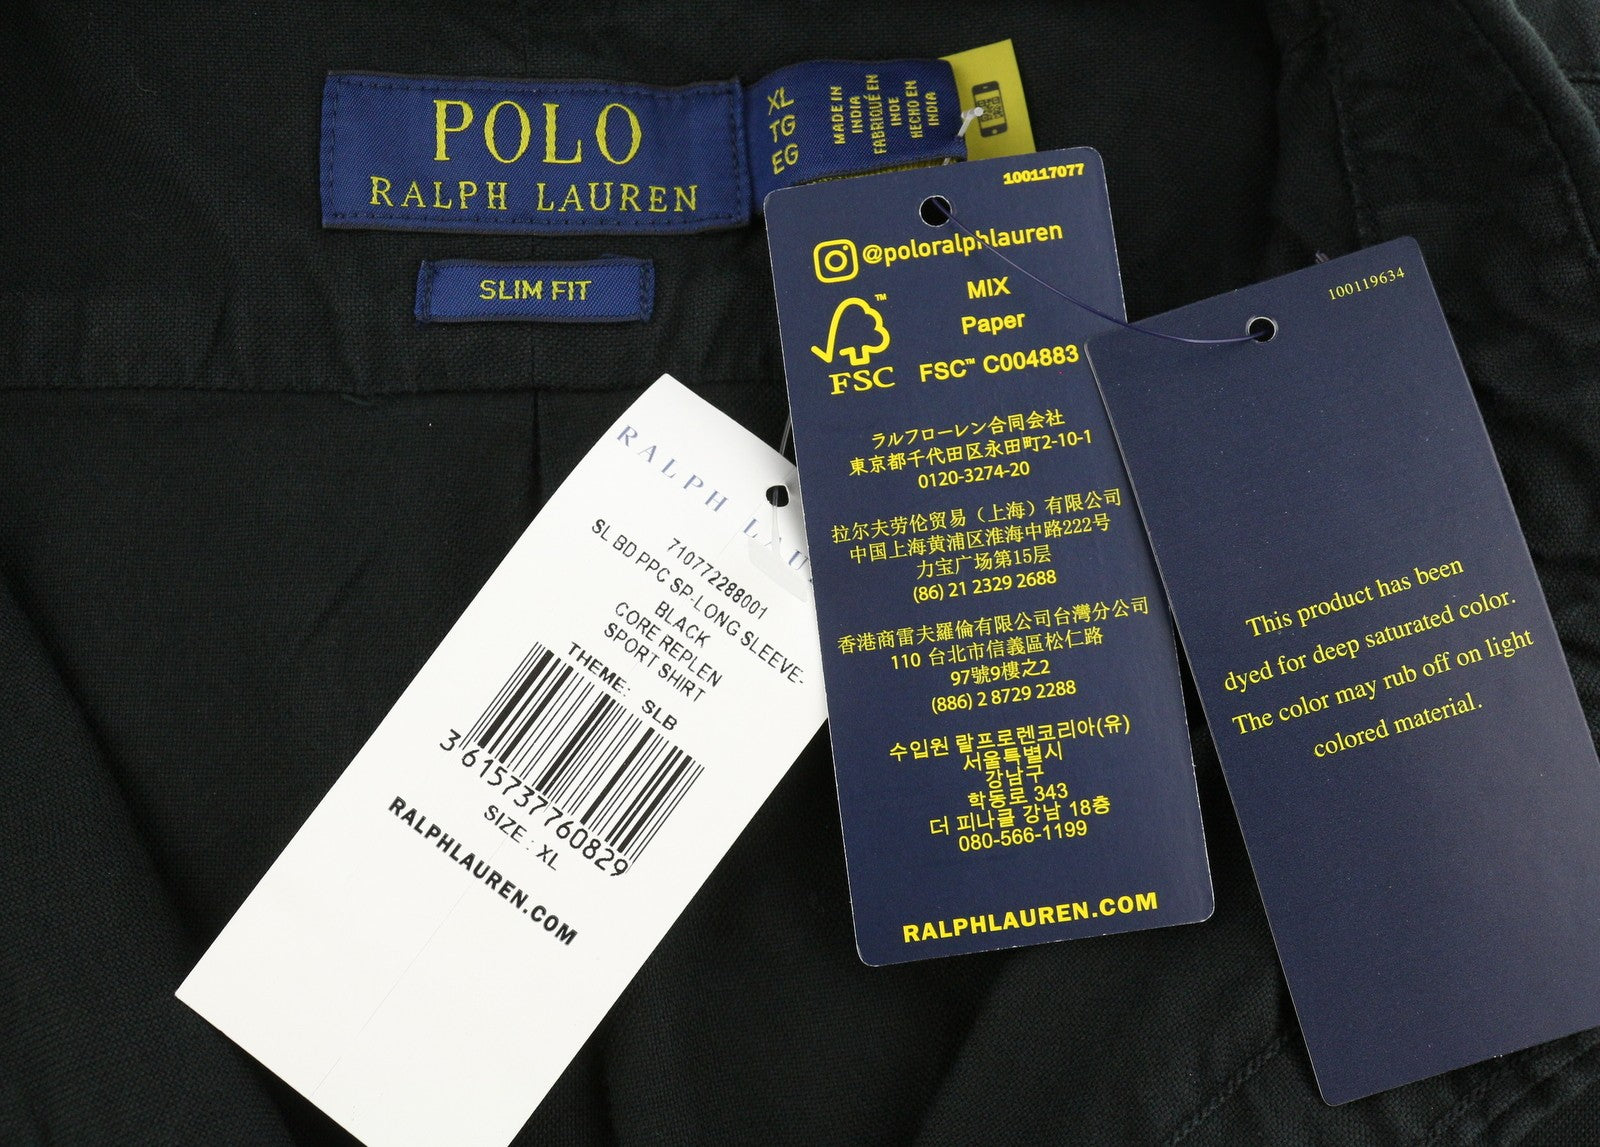 POLO
RALPH LAUREN
SLIM FIT
XL
TG
EG
MADE IN
INDIA
FABRIQUÉ EN
INDE
HECHO EN
INDIA
RALPH LAU
710772288001
SL BD PPC SP-LONG SLEEVE-
BLACK
CORE REPLEN
SPORT SHIRT
THEME: SLB
3 615737760829
SIZE : XL
RALPHLAUREN.COM
100117077
@poloralphlauren
FSC
MIX
Paper
FSC™ C004883
ラルフローレン合同会社
東京都千代田区永田町2-10-1
0120-3274-20
拉尔夫劳伦贸易（上海）有限公司
中国上海黄浦区淮海中路222号
力宝广场第15层
(86) 21 2329 2688
香港商雷夫羅倫有限公司台灣分公司
110 台北市信義區松仁路
97號9樓之2
(886) 2 8729 2288
수입원 랄프로렌코리아(유)
서울특별시
강남구
학동로 343
더 피나클 강남 18층
080-566-1199
RALPHLAUREN.COM
100119634
This product has been
dyed for deep saturated color.
The color may rub off on light
colored material.